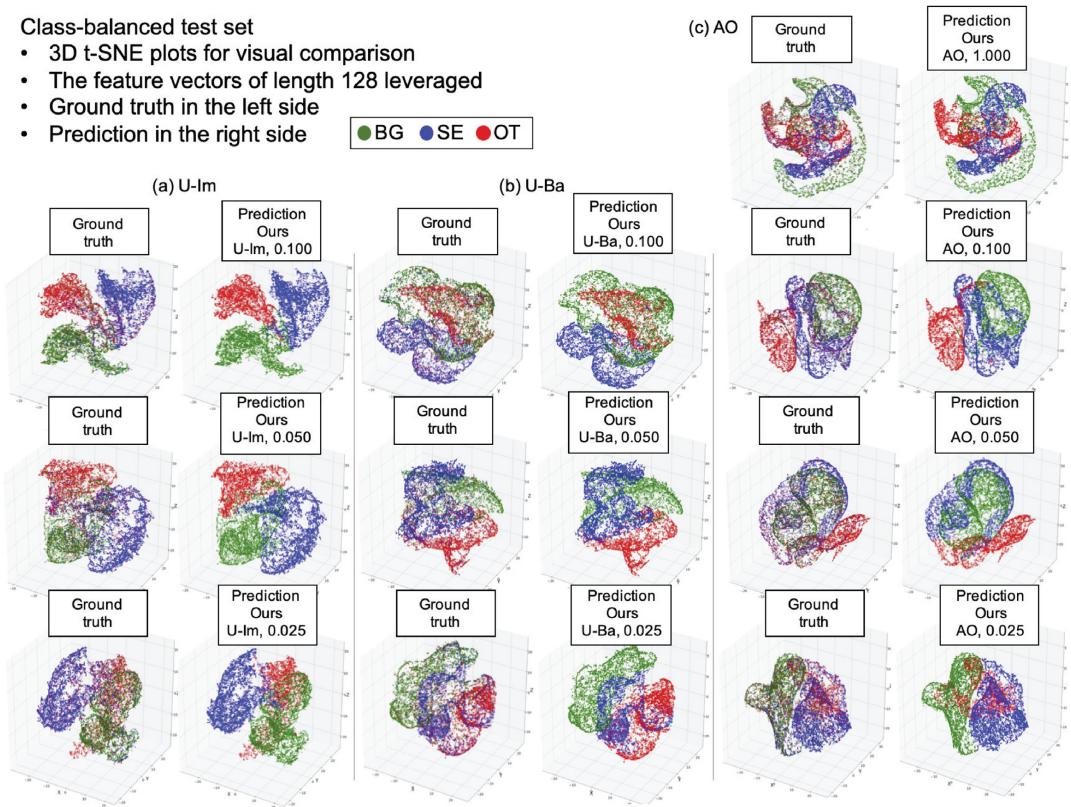 Class-balanced test set
• 3D t-SNE plots for visual comparison
• The feature vectors of length 128 leveraged
• Ground truth in the left side
• Prediction in the right side
BG SE OT
(c) AO
Ground
truth
Prediction
Ours
AO, 1.000
(a) U-Im
(b) U-Ba
Ground
truth
Prediction
Ours
U-Im, 0.100
Ground
truth
Prediction
Ours
U-Ba, 0.100
Ground
truth
Prediction
Ours
AO, 0.100
Ground
truth
Prediction
Ours
U-Im, 0.050
Ground
truth
Prediction
Ours
U-Ba, 0.050
Ground
truth
Prediction
Ours
AO, 0.050
Ground
truth
Prediction
Ours
U-Im, 0.025
Ground
truth
Prediction
Ours
U-Ba, 0.025
Ground
truth
Prediction
Ours
AO, 0.025